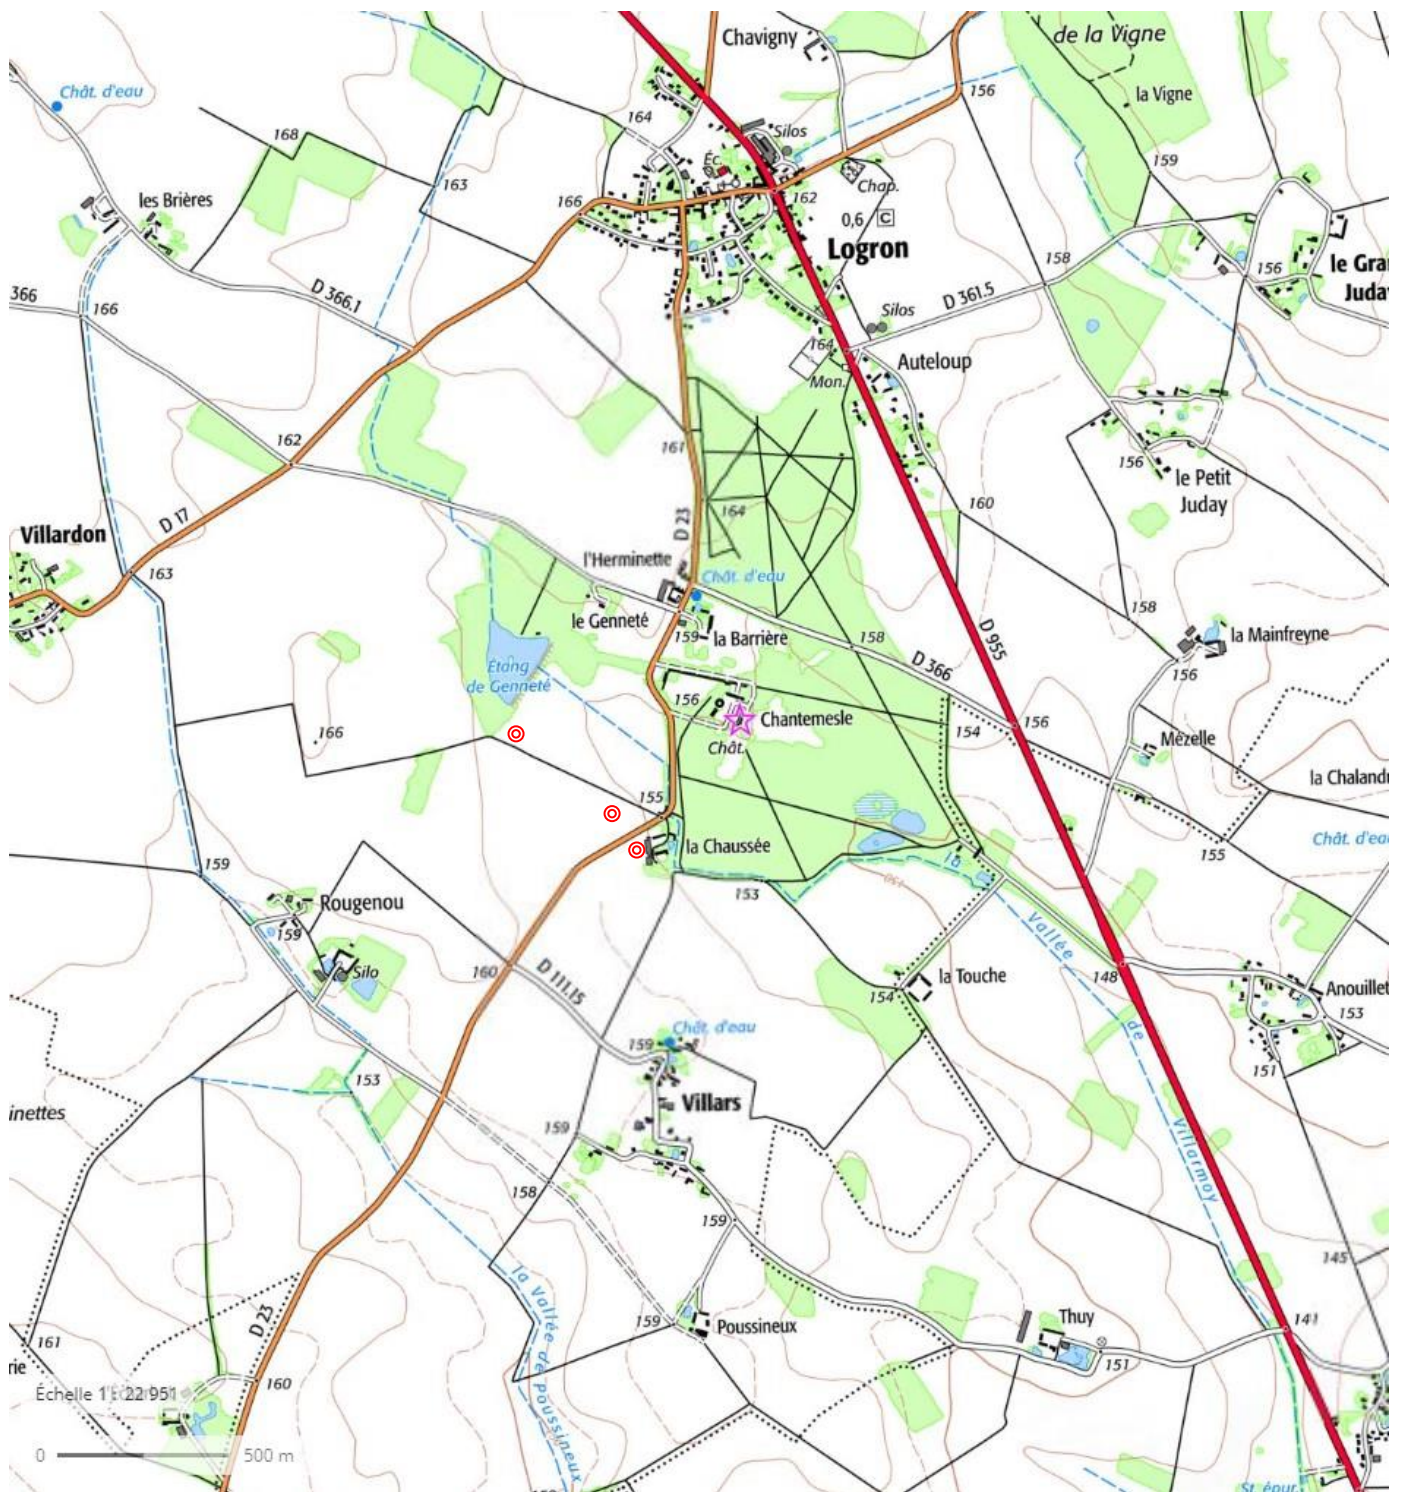 Chavigny
de la Vigne
Chât. d'eau
156
la Vigne
164
168
Silos
159
Éc.
163
Chap.
les Brières
166
162
0,6 C
Logron
158
le Gra
156
Juda
366
D 366.1
D 361.5
166
Silos
164
Auteloup
Mon.
162
161
156
le Petit
Juday
164
160
D 17
D 23
Villardon
l'Herminette
163
Chât. d'eau
158
le Genneté
159
la Barrière
158
D 955
la Mainfreyne
Étang
de Genneté
D 366
156
156
Chantemesle
154
156
166
Chât.
Mézelle
la Chaland
155
la Chaussée
155
Chât. d'eau
159
la
150
153
Rougenou
Vallée
159
Silo
160
D 111.15
la Touche
148
154
Anouillet
153
de
Chât. d'eau
159
151
153
inettes
Villars
159
Villarmoy
158
159
145
la Vallée de Poussineux
159
Poussineux
Thuy
141
D 23
161
151
rie
160
Échelle 1 : 22 951
0
500 m
St. épur.